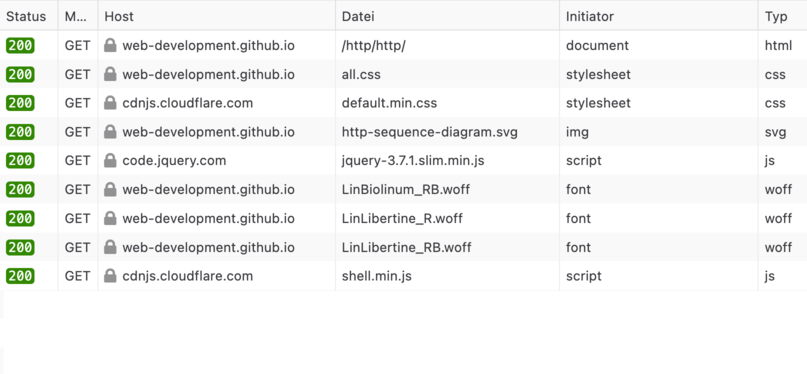 Status M... Host Datei Initiator Typ
200 GET web-development.github.io /http/http/ document html
200 GET web-development.github.io all.css stylesheet css
200 GET cdnjs.cloudflare.com default.min.css stylesheet css
200 GET web-development.github.io http-sequence-diagram.svg img svg
200 GET code.jquery.com jquery-3.7.1.slim.min.js script js
200 GET web-development.github.io LinBiolinum_RB.woff font woff
200 GET web-development.github.io LinLibertine_R.woff font woff
200 GET web-development.github.io LinLibertine_RB.woff font woff
200 GET cdnjs.cloudflare.com shell.min.js script js